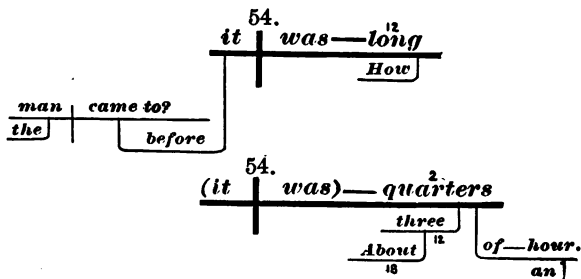 54.
12
it was—long
How
man came to?
the
before
54.
2
(it was)—quarters
three
12
About
18
of—hour.
an